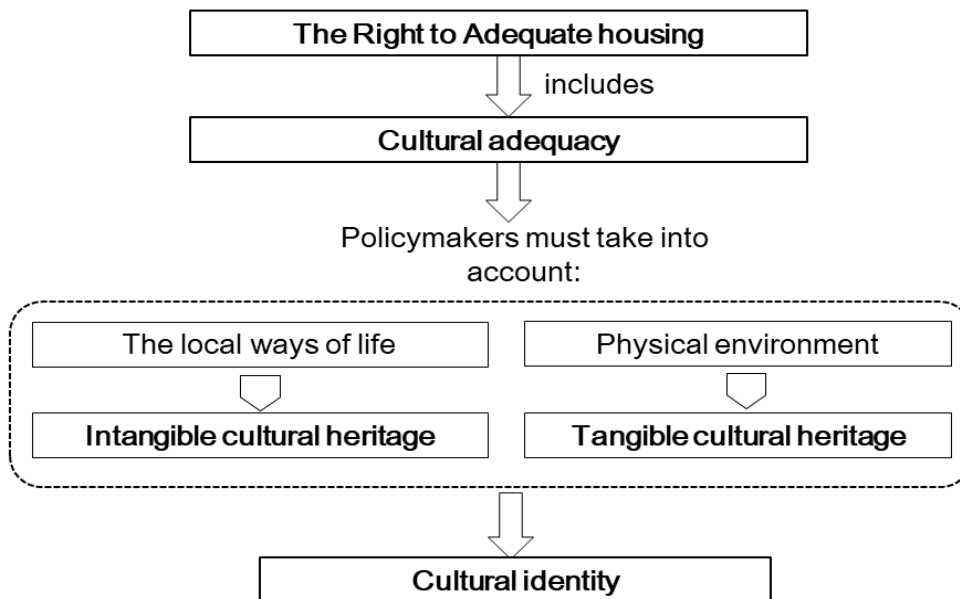 The Right to Adequate housing
includes
Cultural adequacy
Policymakers must take into
account:
The local ways of life
Physical environment
Intangible cultural heritage
Tangible cultural heritage
Cultural identity